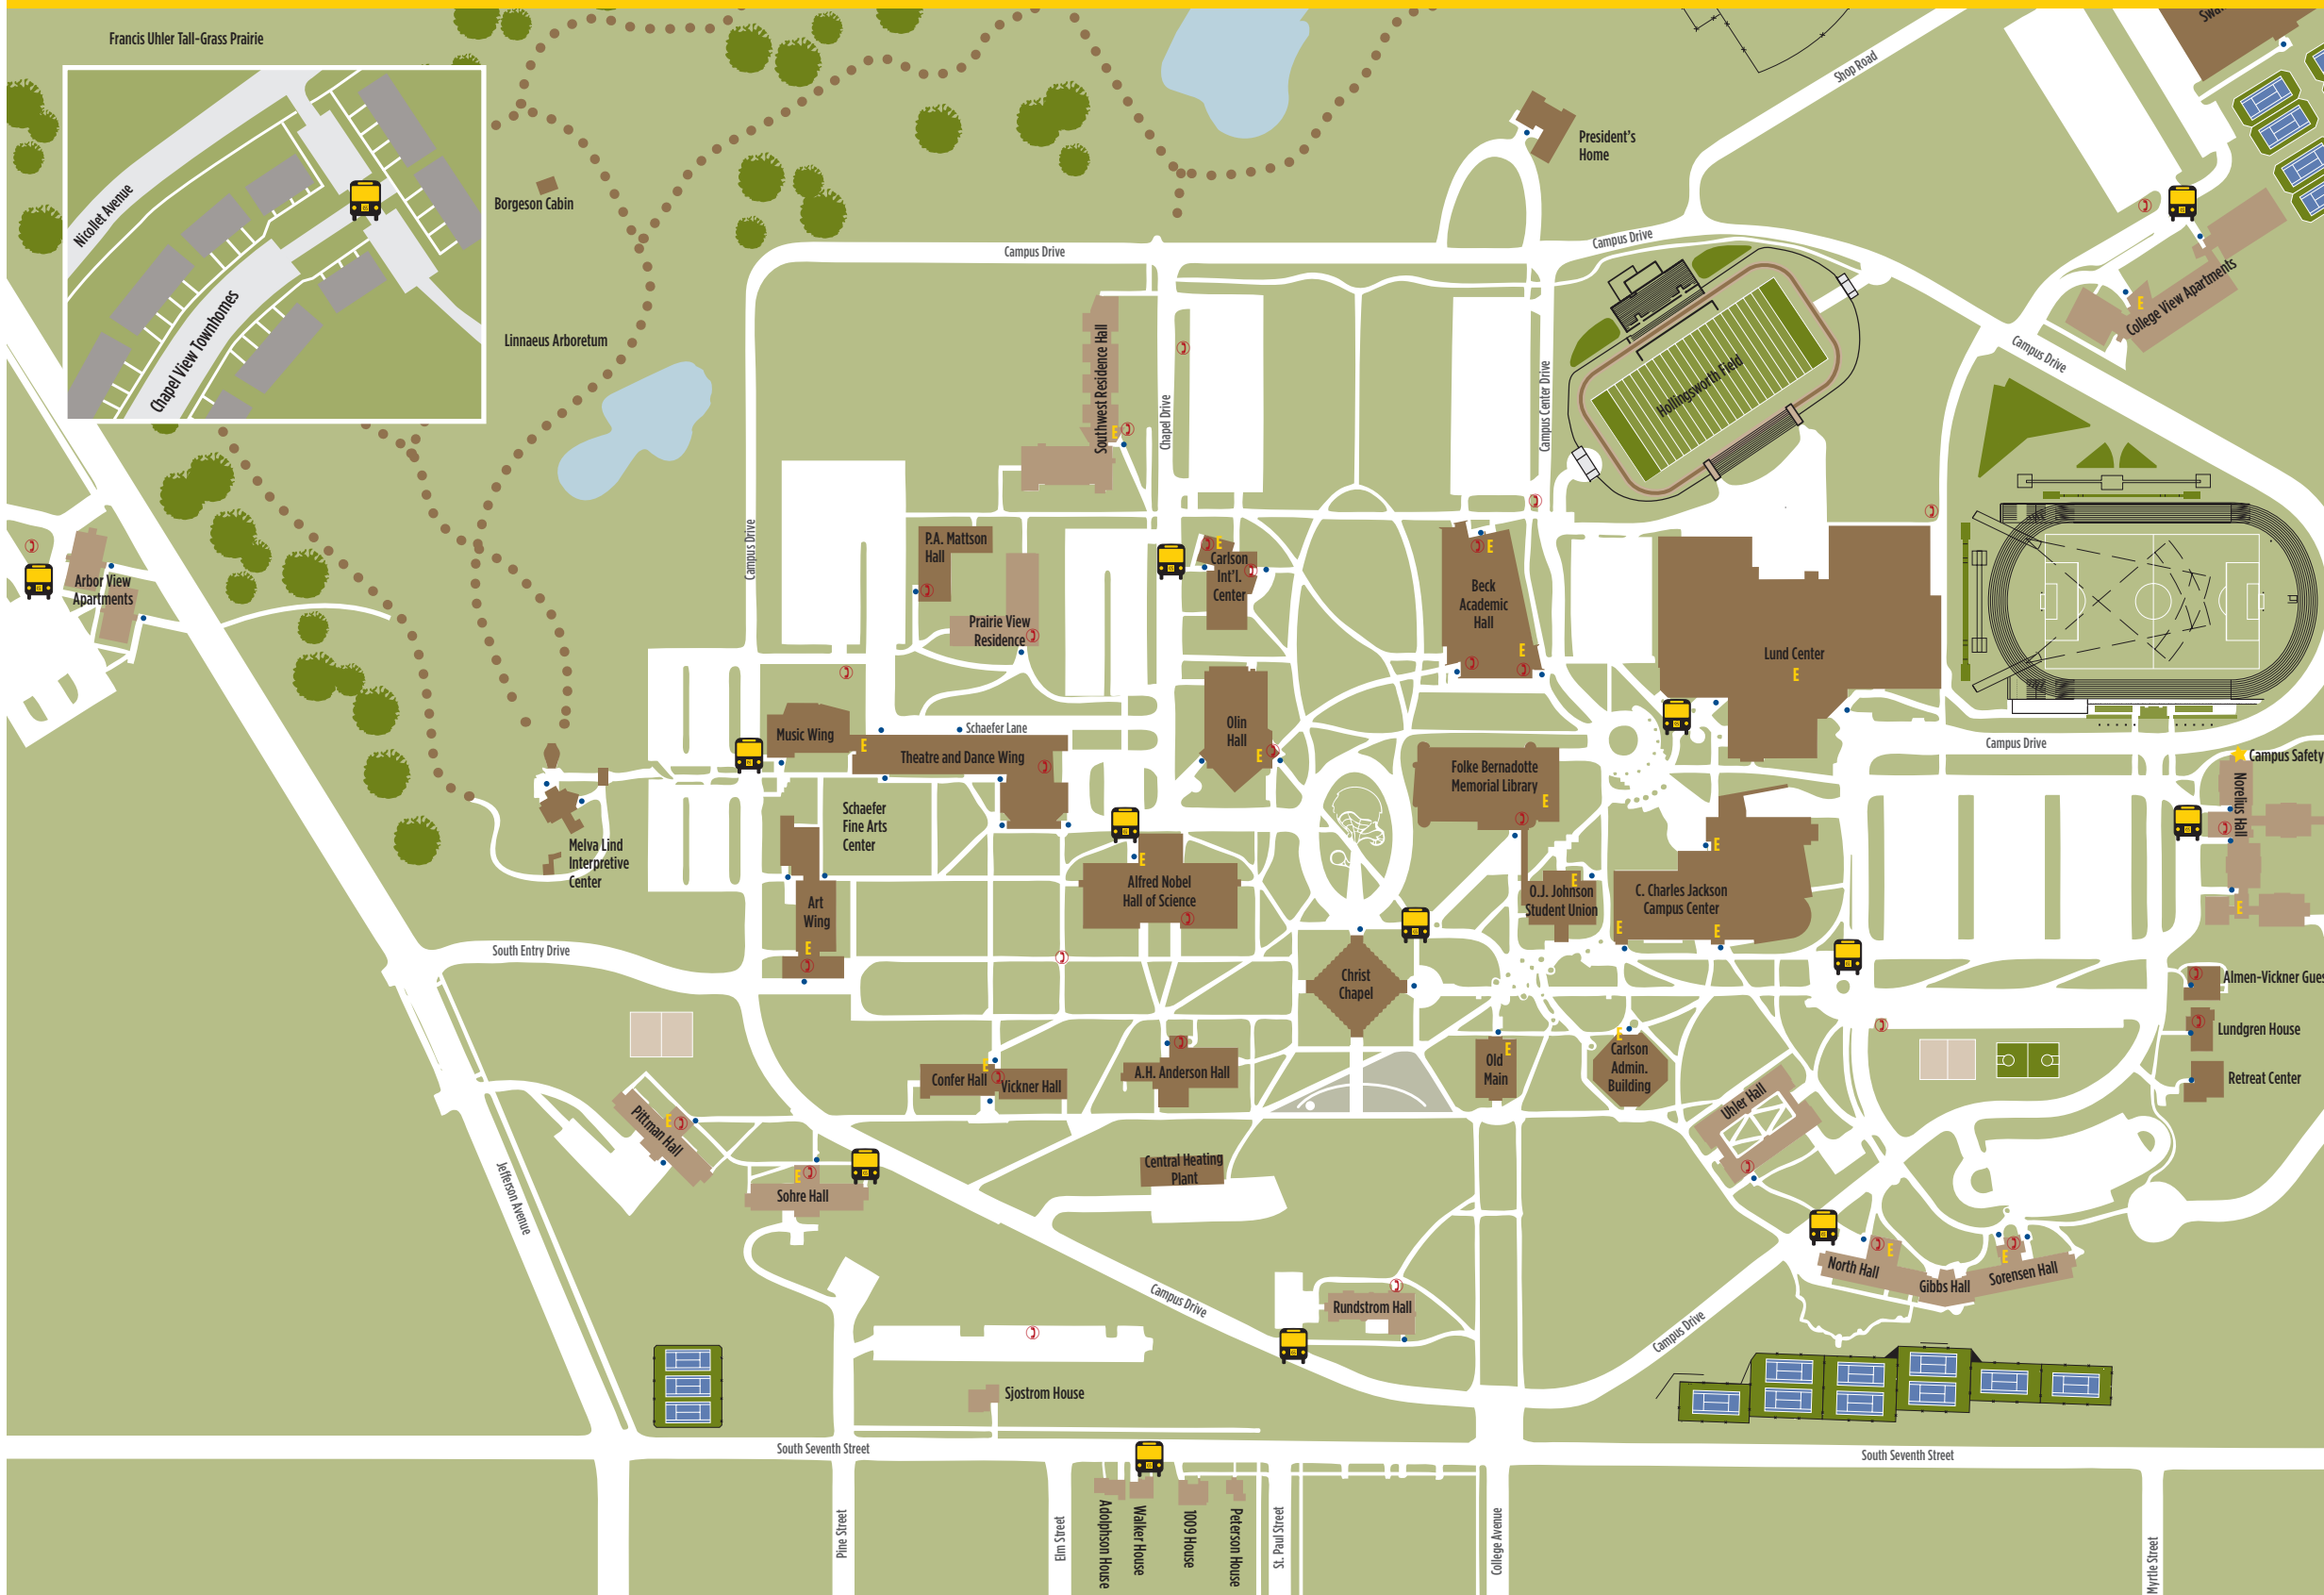 Francis Uhler Tall-Grass Prairie
Nicollet Avenue
Chapel View Townhomes
Borgeson Cabin
Linnaeus Arboretum
Shop Road
President's
Home
Campus Drive
Campus Drive
Campus Drive
College View Apartments
Southwest Residence Hall
E
Chapel Drive
Campus Center Drive
Hollingsworth Field
E
Campus Drive
Arbor View
Apartments
P.A. Mattson
Hall
Prairie View
Residence
E
Carlson
Int'l.
Center
E
Beck
Academic
Hall
E
Lund Center
E
Music Wing
E
Schaefer Lane
Theatre and Dance Wing
Olin
Hall
E
Folke Bernadotte
Memorial Library
E
Campus Drive
Campus Safety
Norelius Hall
E
Schaefer
Fine Arts
Center
Melva Lind
Interpretive
Center
E
Alfred Nobel
Hall of Science
Art
Wing
E
E
O.J. Johnson
Student Union
E
C. Charles Jackson
Campus Center
E
E
South Entry Drive
Christ
Chapel
Almen-Vickner Gues
Lundgren House
Retreat Center
E
Confer Hall
Vickner Hall
A.H. Anderson Hall
E
Old
Main
E
Carlson
Admin.
Building
Uhler Hall
E
Pittman Hall
E
Sohre Hall
Central Heating
Plant
Jefferson Avenue
E
North Hall
Gibbs Hall
E
Sorensen Hall
Campus Drive
Rundstrom Hall
Campus Drive
Sjostrom House
South Seventh Street
South Seventh Street
Pine Street
Elm Street
Adolphson House
Walker House
1009 House
Peterson House
St. Paul Street
College Avenue
Myrtle Street